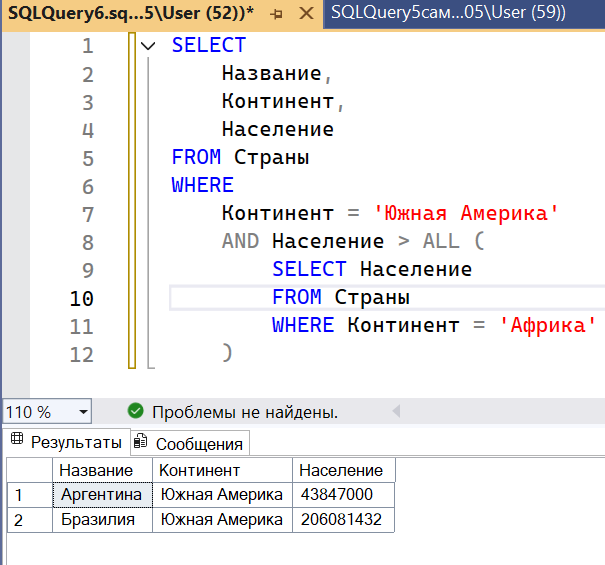 SQLQuery6.sq...5\User (52))*
SQLQuery5сам...05\User (59))
1 SELECT
2 Название,
3 Континент,
4 Население
5 FROM Страны
6 WHERE
7 Континент = 'Южная Америка'
8 AND Население > ALL (
9 SELECT Население
10 FROM Страны
11 WHERE Континент = 'Африка'
12 )
110 % Проблемы не найдены.
Результаты Сообщения
Название Континент Население
1 Аргентина Южная Америка 43847000
2 Бразилия Южная Америка 206081432